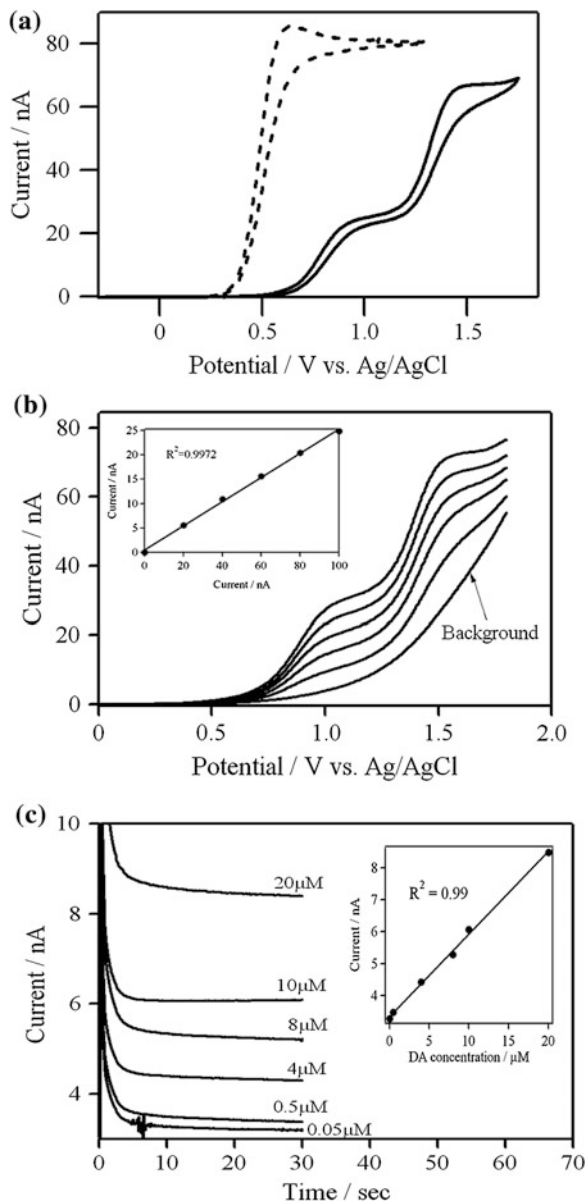 (a)
80
60
40
20
0
Current / nA
0
0.5
1.0
1.5
Potential / V vs. Ag/AgCl
(b)
80
60
40
20
0
Current / nA
25
20
15
10
5
0
Current / nA
R²=0.9972
0 20 40 60 80 100
Current / nA
Background
0 0.5 1.0 1.5 2.0
Potential / V vs. Ag/AgCl
(c)
10
8
6
4
Current / nA
20μM
10μM
8μM
4μM
0.5μM
0.05μM
8
7
6
5
4
Current / nA
R² = 0.99
0 5 10 15 20
DA concentration / μM
0 10 20 30 40 50 60 70
Time / sec